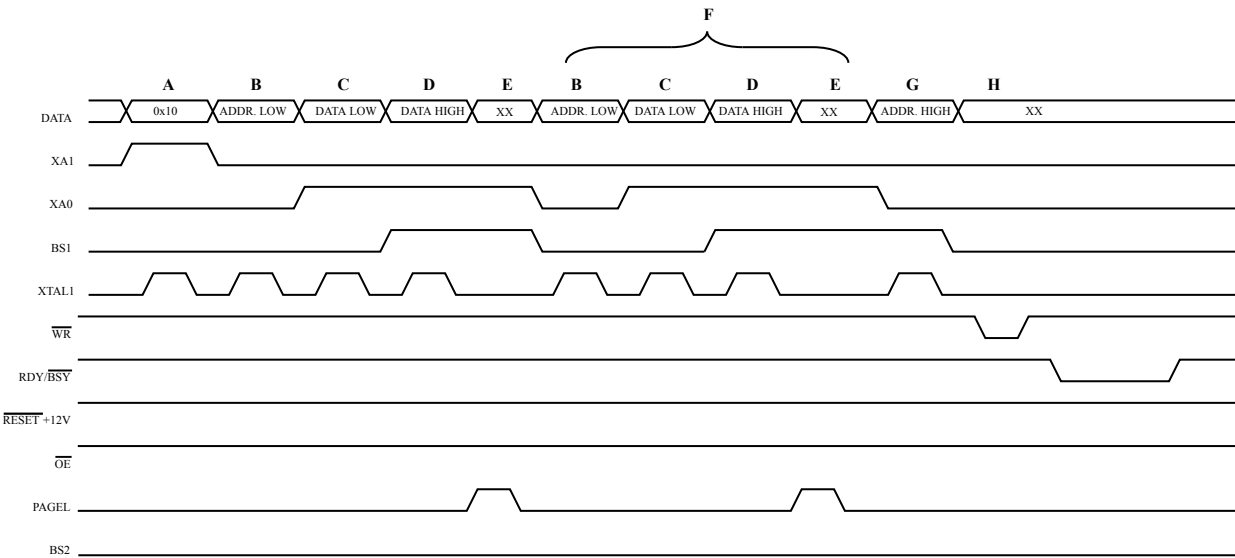 F
A B C D E B C D E G H
DATA 0x10 ADDR. LOW DATA LOW DATA HIGH XX ADDR. LOW DATA LOW DATA HIGH XX ADDR. HIGH XX
XA1
XA0
BS1
XTAL1
WR
RDY/BSY
RESET +12V
OE
PAGEL
BS2